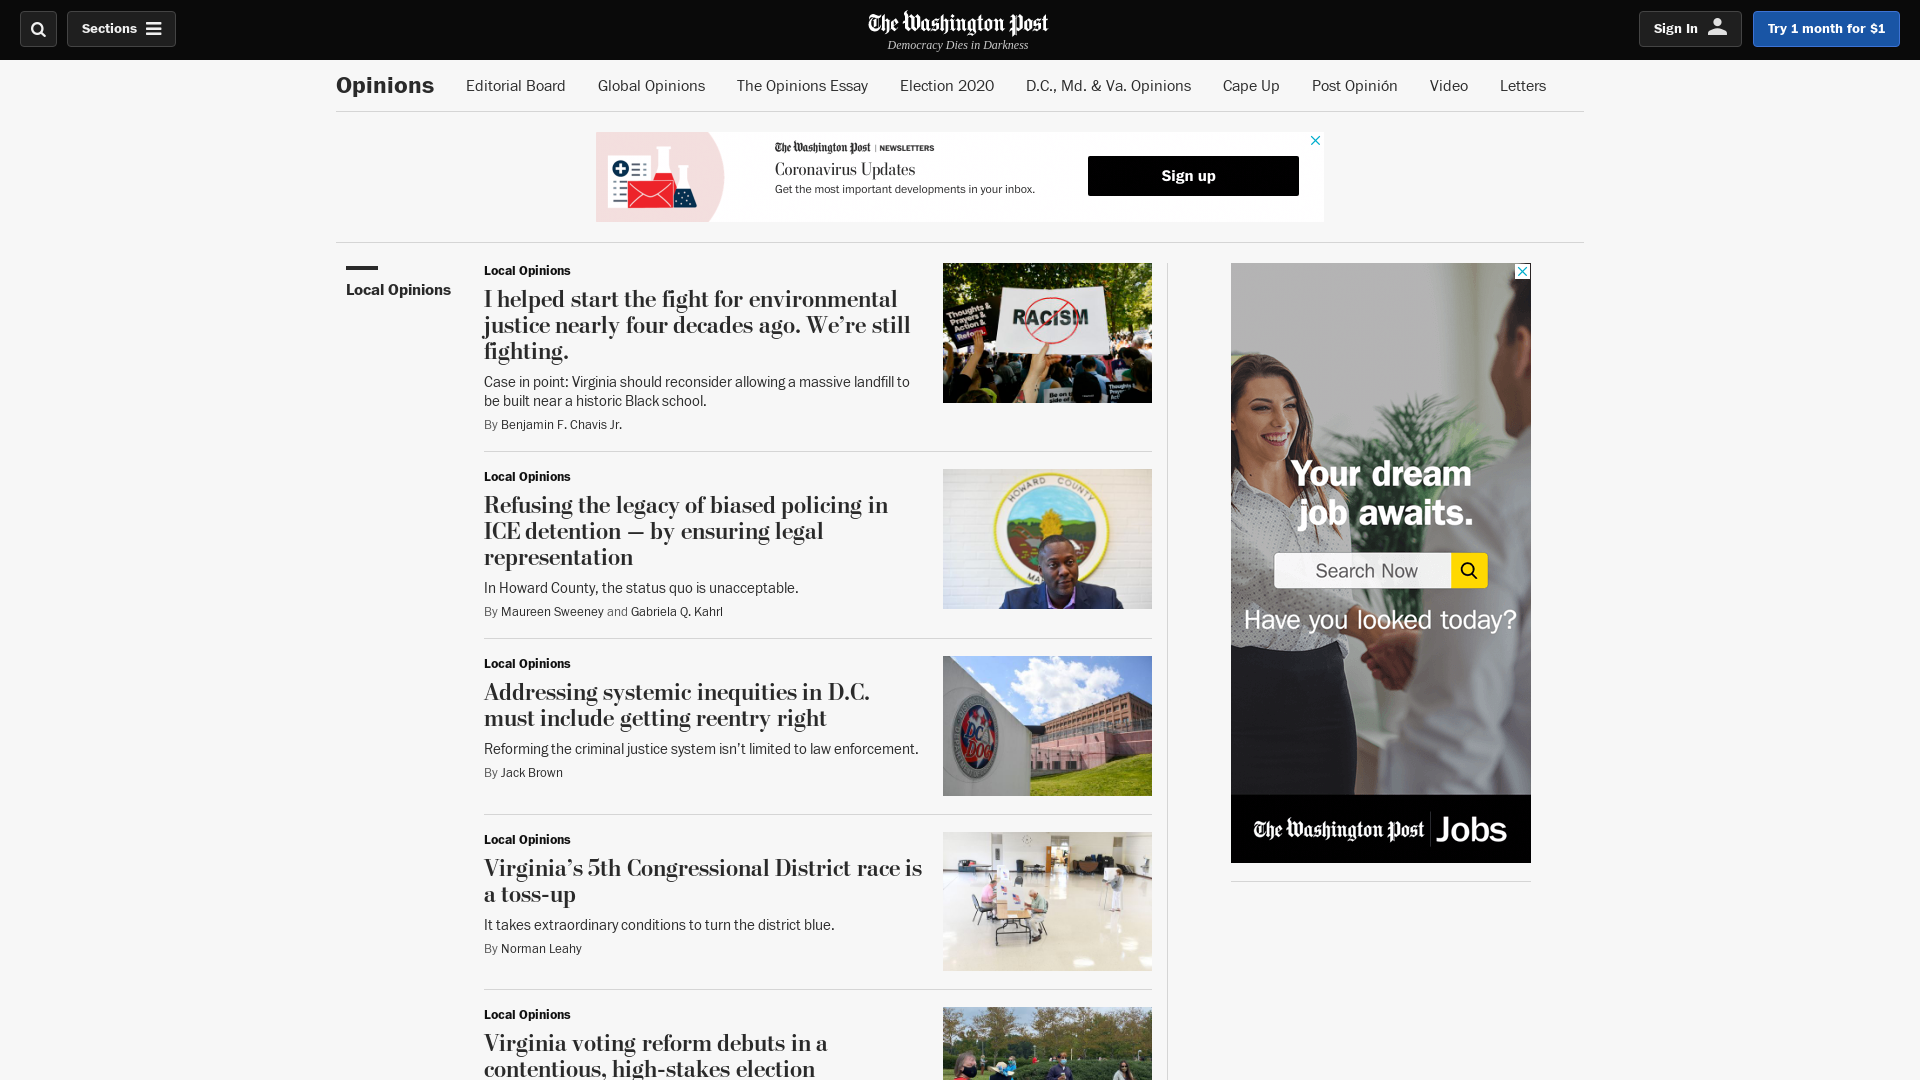 Sections
The Washington Post
Democracy Dies in Darkness
Sign In
Try 1 month for $1
Opinions
Editorial Board
Global Opinions
The Opinions Essay
Election 2020
D.C., Md. & Va. Opinions
Cape Up
Post Opinión
Video
Letters
The Washington Post | NEWSLETTERS
Coronavirus Updates
Get the most important developments in your inbox.
Sign up
Local Opinions
Local Opinions
I helped start the fight for environmental
justice nearly four decades ago. We’re still
fighting.
Case in point: Virginia should reconsider allowing a massive landfill to
be built near a historic Black school.
By Benjamin F. Chavis Jr.
Thoughts &
Prayers &
Action &
Reform.
RACISM
Local Opinions
Refusing the legacy of biased policing in
ICE detention — by ensuring legal
representation
In Howard County, the status quo is unacceptable.
By Maureen Sweeney and Gabriela Q. Kahrl
HOWARD COUNTY
Local Opinions
Addressing systemic inequities in D.C.
must include getting reentry right
Reforming the criminal justice system isn’t limited to law enforcement.
By Jack Brown
DC
DOC
Local Opinions
Virginia’s 5th Congressional District race is
a toss-up
It takes extraordinary conditions to turn the district blue.
By Norman Leahy
Local Opinions
Virginia voting reform debuts in a
contentious, high-stakes election
Your dream
job awaits.
Search Now
Have you looked today?
The Washington Post | Jobs